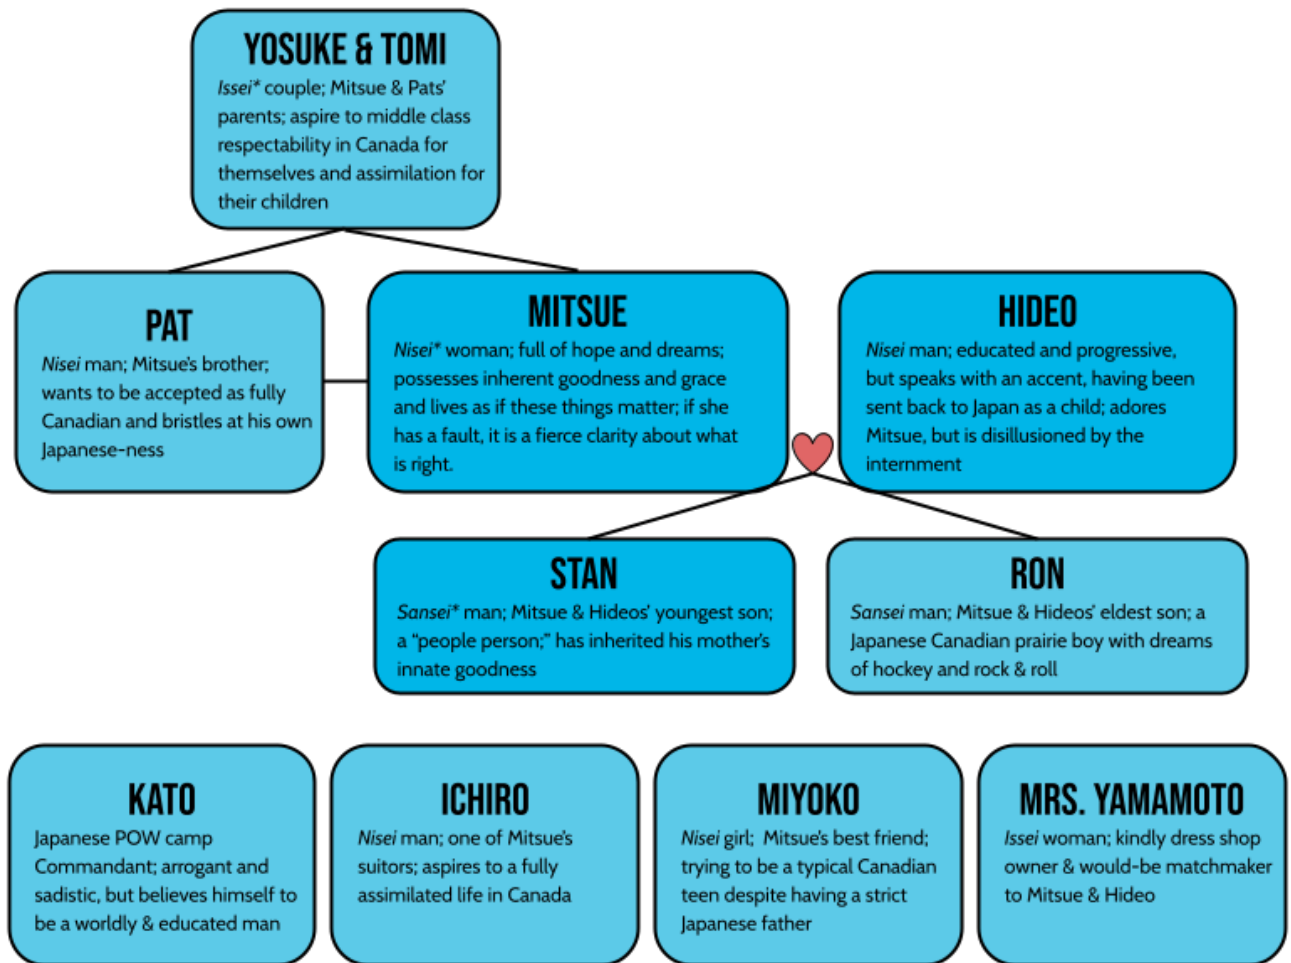 YOSUKE & TOMI
Issei* couple; Mitsue & Pats'
parents; aspire to middle class
respectability in Canada for
themselves and assimilation for
their children
PAT
Nisei man; Mitsue's brother;
wants to be accepted as fully
Canadian and bristles at his own
Japanese-ness
MITSUE
Nisei* woman; full of hope and dreams;
possesses inherent goodness and grace
and lives as if these things matter; if she
has a fault, it is a fierce clarity about what
is right.
HIDEO
Nisei man; educated and progressive,
but speaks with an accent, having been
sent back to Japan as a child; adores
Mitsue, but is disillusioned by the
internment
STAN
Sansei* man; Mitsue & Hideos' youngest son;
a "people person;" has inherited his mother's
innate goodness
RON
Sansei man; Mitsue & Hideos' eldest son; a
Japanese Canadian prairie boy with dreams
of hockey and rock & roll
KATO
Japanese POW camp
Commandant; arrogant and
sadistic, but believes himself to
be a worldly & educated man
ICHIRO
Nisei man; one of Mitsue's
suitors; aspires to a fully
assimilated life in Canada
MIYOKO
Nisei girl; Mitsue's best friend;
trying to be a typical Canadian
teen despite having a strict
Japanese father
MRS. YAMAMOTO
Issei woman; kindly dress shop
owner & would-be matchmaker
to Mitsue & Hideo